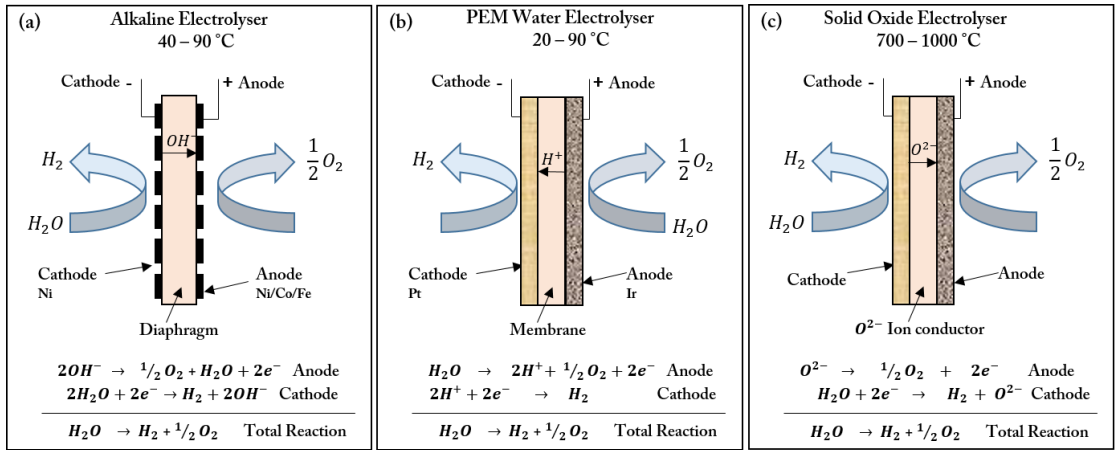 (a) Alkaline Electrolyser
40 – 90 °C
Cathode - + Anode
OH⁻
H₂ 1/2 O₂
H₂O
Cathode Anode
Ni Ni/Co/Fe
Diaphragm
2OH⁻ → ¹/₂ O₂ + H₂O + 2e⁻ Anode
2H₂O + 2e⁻ → H₂ + 2OH⁻ Cathode
H₂O → H₂ + ¹/₂ O₂ Total Reaction
(b) PEM Water Electrolyser
20 – 90 °C
Cathode - + Anode
H₂ H⁺ 1/2 O₂
H₂O
Cathode Anode
Pt Ir
Membrane
H₂O → 2H⁺ + ¹/₂ O₂ + 2e⁻ Anode
2H⁺ + 2e⁻ → H₂ Cathode
H₂O → H₂ + ¹/₂ O₂ Total Reaction
(c) Solid Oxide Electrolyser
700 – 1000 °C
Cathode - + Anode
H₂ O²⁻ 1/2 O₂
H₂O
Cathode Anode
O²⁻ Ion conductor
O²⁻ → ¹/₂ O₂ + 2e⁻ Anode
H₂O + 2e⁻ → H₂ + O²⁻ Cathode
H₂O → H₂ + ¹/₂ O₂ Total Reaction